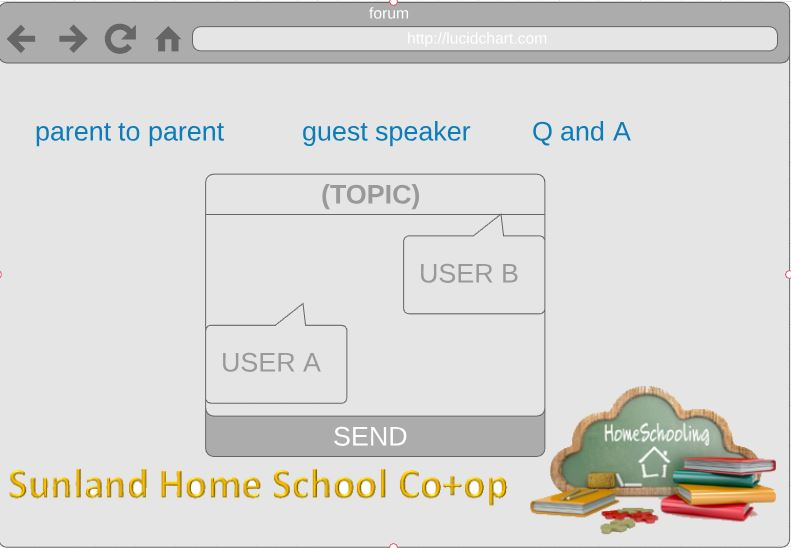 forum
http://lucidchart.com
parent to parent
guest speaker
Q and A
(TOPIC)
USER B
USER A
SEND
HomeSchooling
Sunland Home School Co+op